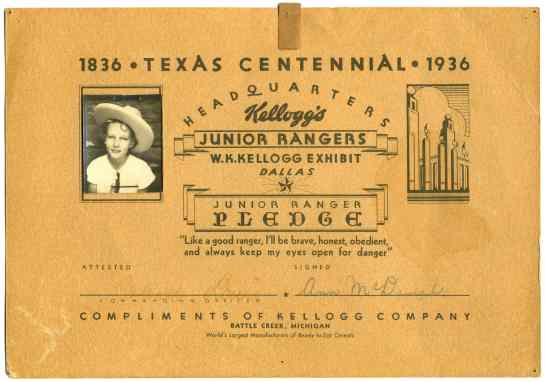 1836 • TEXAS CENTENNIAL • 1936
HEADQUARTERS
Kellogg's
JUNIOR RANGERS
W.K.KELLOGG EXHIBIT
DALLAS
JUNIOR RANGER
PLEDGE
"Like a good ranger, I'll be brave, honest, obedient,
and always keep my eyes open for danger"
ATTESTED SIGNED
Ann McD
COMMANDING OFFICER
COMPLIMENTS OF KELLOGG COMPANY
BATTLE CREEK, MICHIGAN
World's Largest Manufacturers of Ready to Eat Cereals